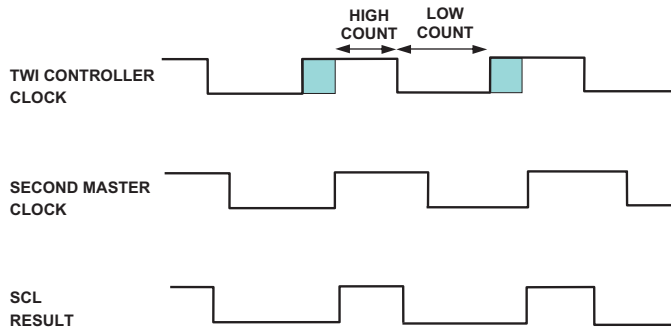 HIGH
COUNT
LOW
COUNT
TWI CONTROLLER
CLOCK
SECOND MASTER
CLOCK
SCL
RESULT